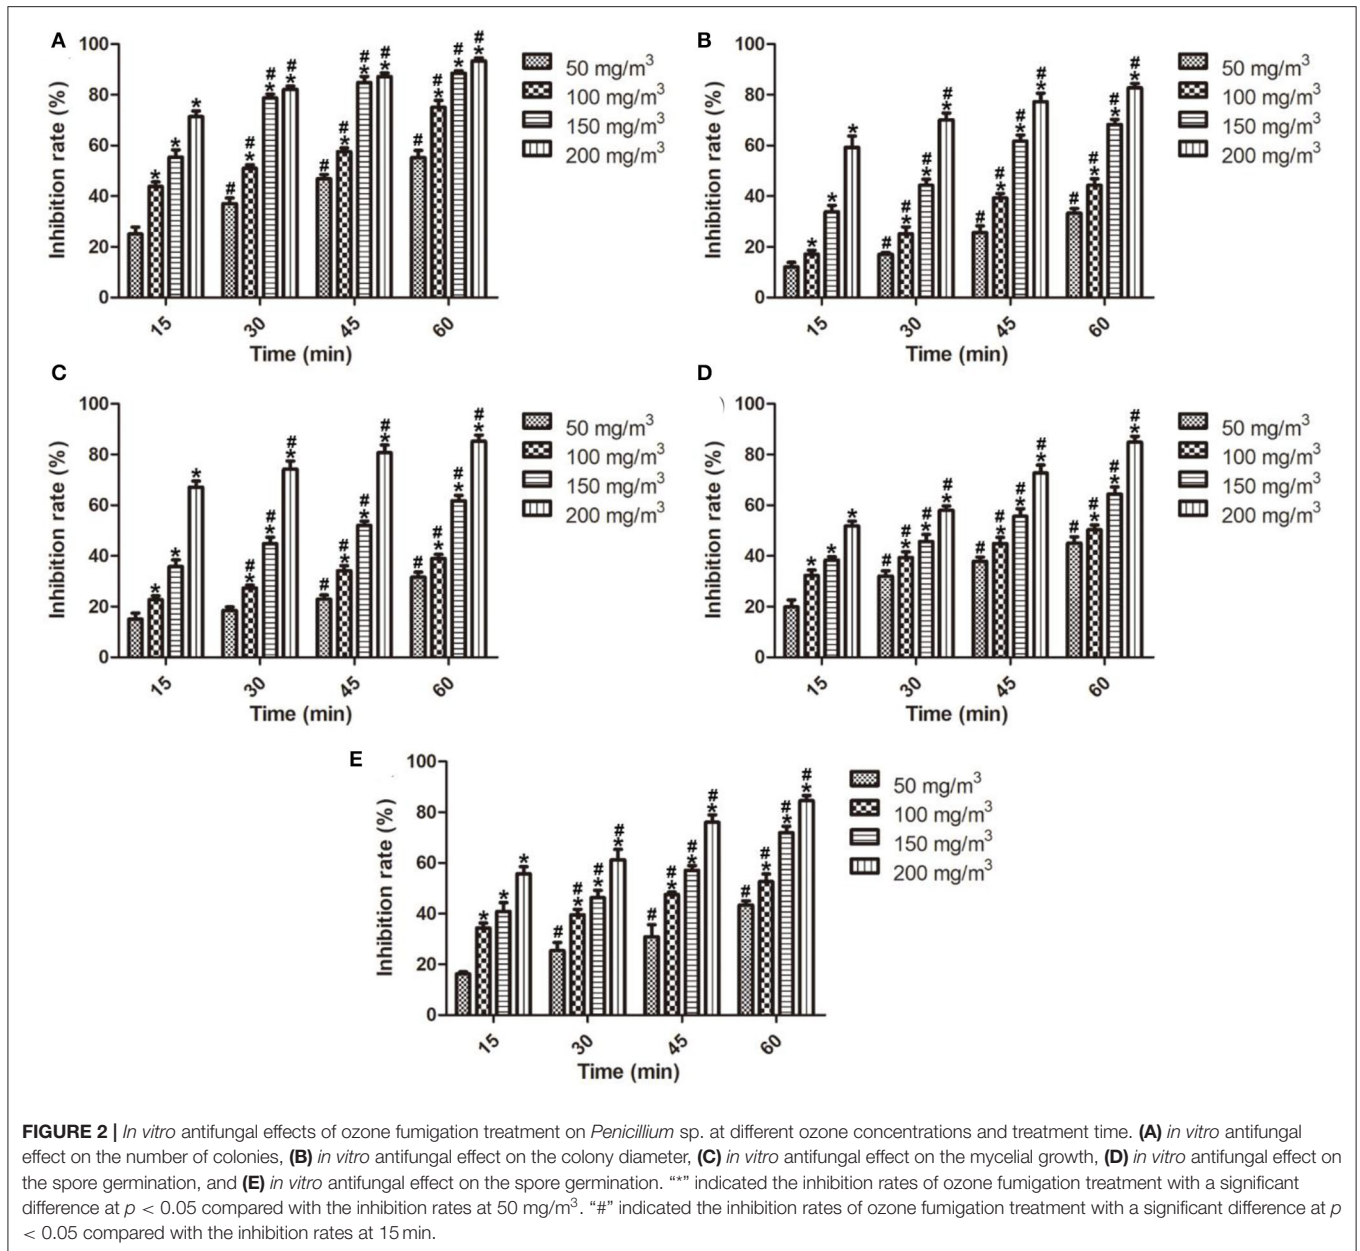 A
100
80
60
40
20
0
Inhibition rate (%)
15
30
45
60
Time (min)
50 mg/m³
100 mg/m³
150 mg/m³
200 mg/m³
* * *
# # * # * # *
# # * # * # *
# # * # * # *
B
100
80
60
40
20
0
Inhibition rate (%)
15
30
45
60
Time (min)
50 mg/m³
100 mg/m³
150 mg/m³
200 mg/m³
* * *
# # * # * # *
# # * # * # *
# # * # * # *
C
100
80
60
40
20
0
Inhibition rate (%)
15
30
45
60
Time (min)
50 mg/m³
100 mg/m³
150 mg/m³
200 mg/m³
* * *
# * # * # *
# # * # * # *
# # * # * # *
D
100
80
60
40
20
0
Inhibition rate (%)
15
30
45
60
Time (min)
50 mg/m³
100 mg/m³
150 mg/m³
200 mg/m³
* * *
# # * # * # *
# # * # * # *
# # * # * # *
E
100
80
60
40
20
0
Inhibition rate (%)
15
30
45
60
Time (min)
50 mg/m³
100 mg/m³
150 mg/m³
200 mg/m³
* * *
# # * # * # *
# # * # * # *
# # * # * # *
FIGURE 2 | In vitro antifungal effects of ozone fumigation treatment on Penicillium sp. at different ozone concentrations and treatment time. (A) in vitro antifungal
effect on the number of colonies, (B) in vitro antifungal effect on the colony diameter, (C) in vitro antifungal effect on the mycelial growth, (D) in vitro antifungal effect on
the spore germination, and (E) in vitro antifungal effect on the spore germination. “*” indicated the inhibition rates of ozone fumigation treatment with a significant
difference at p < 0.05 compared with the inhibition rates at 50 mg/m³. “#” indicated the inhibition rates of ozone fumigation treatment with a significant difference at p
< 0.05 compared with the inhibition rates at 15 min.